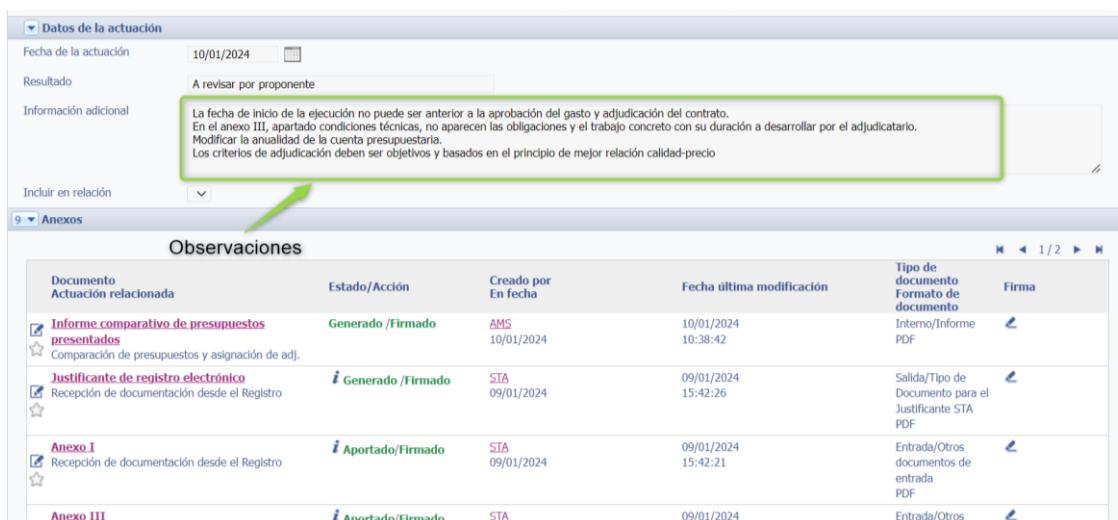 Datos de la actuación
Fecha de la actuación
10/01/2024
Resultado
A revisar por proponente
Información adicional
La fecha de inicio de la ejecución no puede ser anterior a la aprobación del gasto y adjudicación del contrato.
En el anexo III, apartado condiciones técnicas, no aparecen las obligaciones y el trabajo concreto con su duración a desarrollar por el adjudicatario.
Modificar la anualidad de la cuenta presupuestaria.
Los criterios de adjudicación deben ser objetivos y basados en el principio de mejor relación calidad-precio
Incluir en relación
9 Anexos
Observaciones
1/2
Documento
Actuación relacionada
Estado/Acción
Creado por
En fecha
Fecha última modificación
Tipo de
documento
Formato de
documento
Firma
Informe comparativo de presupuestos
presentados
Comparación de presupuestos y asignación de adj.
Generado /Firmado
AMS
10/01/2024
10/01/2024
10:38:42
Interno/Informe
PDF
Justificante de registro electrónico
Recepción de documentación desde el Registro
i Generado /Firmado
STA
09/01/2024
09/01/2024
15:42:26
Salida/Tipo de
Documento para el
Justificante STA
PDF
Anexo I
Recepción de documentación desde el Registro
i Aportado/Firmado
STA
09/01/2024
09/01/2024
15:42:21
Entrada/Otros
documentos de
entrada
PDF
Anexo III
i Aportado/Firmado
STA
09/01/2024
Entrada/Otros